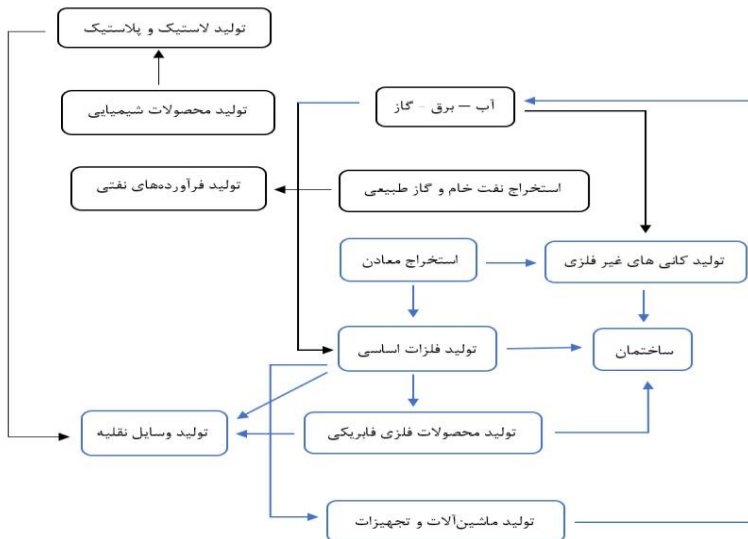 تولید لاستیک و پلاستیک
تولید محصولات شیمیایی
آب – برق – گاز
تولید فرآورده‌های نفتی
استخراج نفت خام و گاز طبیعی
استخراج معادن
تولید کانی های غیر فلزی
تولید فلزات اساسی
ساختمان
تولید وسایل نقلیه
تولید محصولات فلزی فابریکی
تولید ماشین‌آلات و تجهیزات